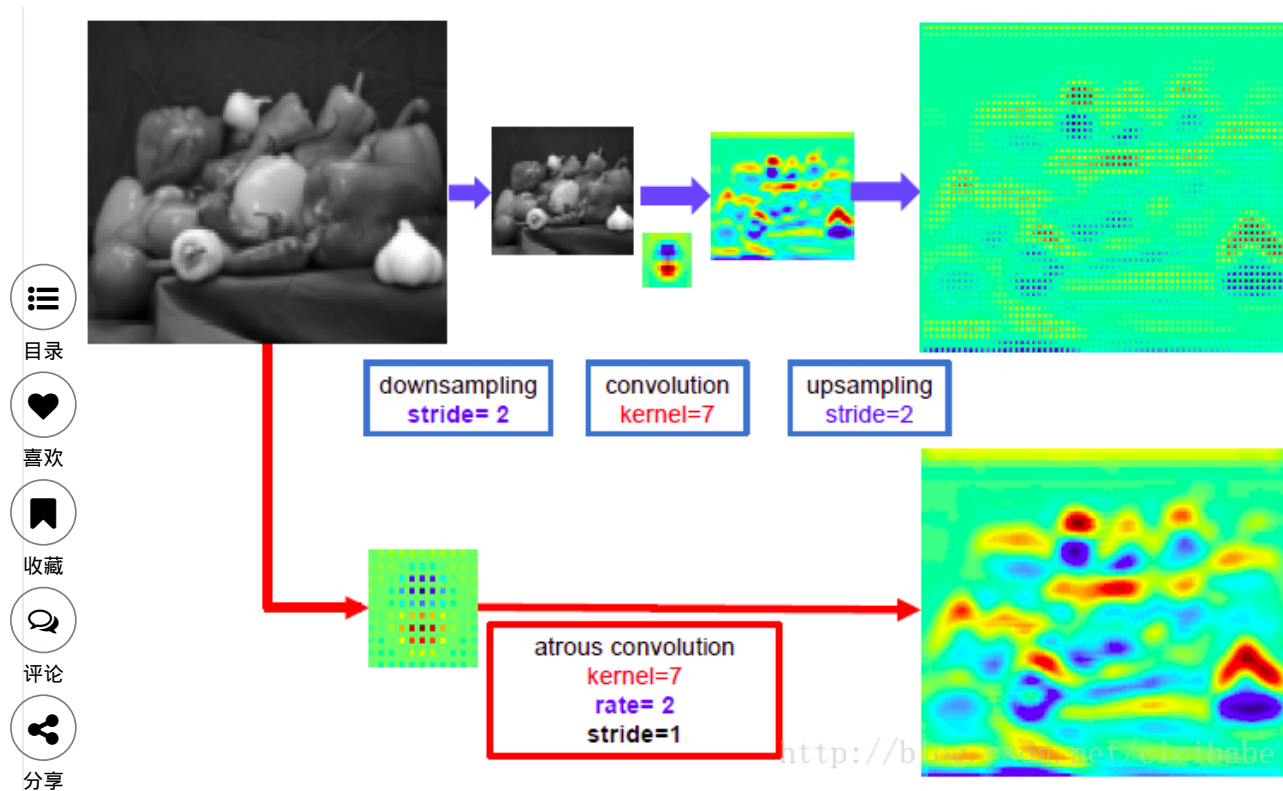 目录
喜欢
收藏
评论
分享
downsampling
stride= 2
convolution
kernel=7
upsampling
stride=2
atrous convolution
kernel=7
rate= 2
stride=1